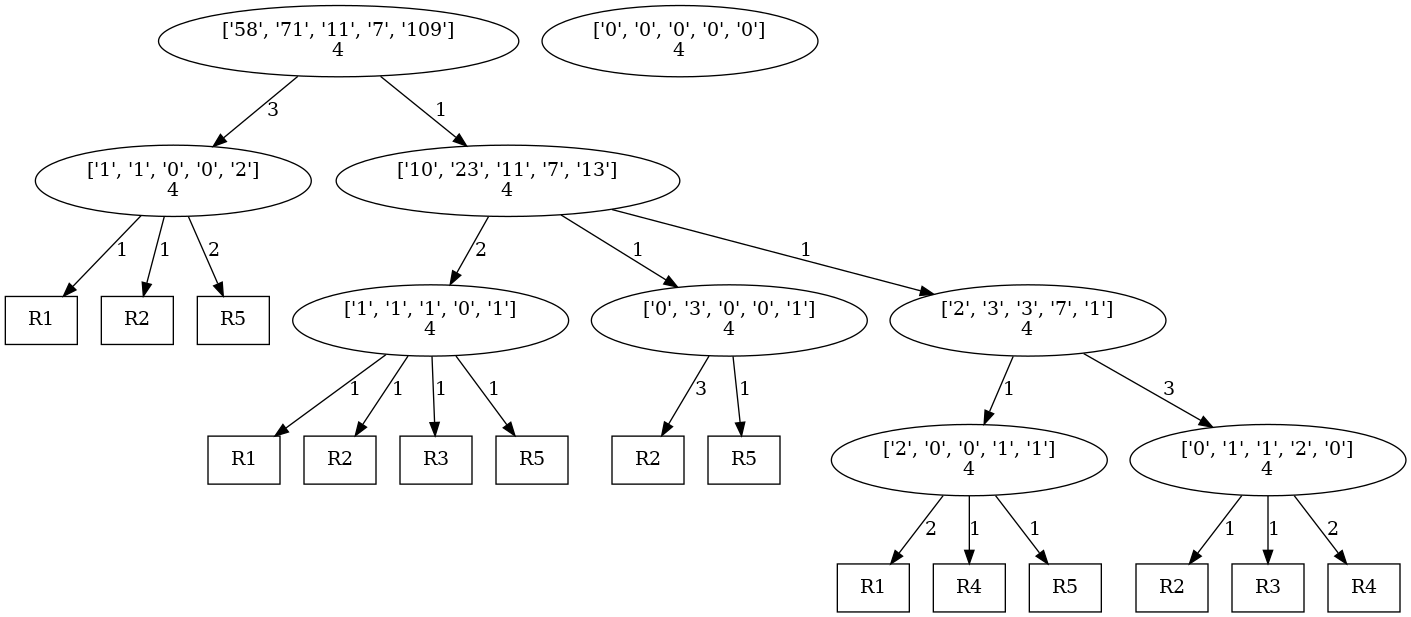 ['58', '71', '11', '7', '109']
4
['0', '0', '0', '0', '0']
4
3
1
['1', '1', '0', '0', '2']
4
['10', '23', '11', '7', '13']
4
1
1
2
2
1
1
R1
R2
R5
['1', '1', '1', '0', '1']
4
['0', '3', '0', '0', '1']
4
['2', '3', '3', '7', '1']
4
1
1
1
1
3
1
1
3
R1
R2
R3
R5
R2
R5
['2', '0', '0', '1', '1']
4
['0', '1', '1', '2', '0']
4
2
1
1
1
1
2
R1
R4
R5
R2
R3
R4